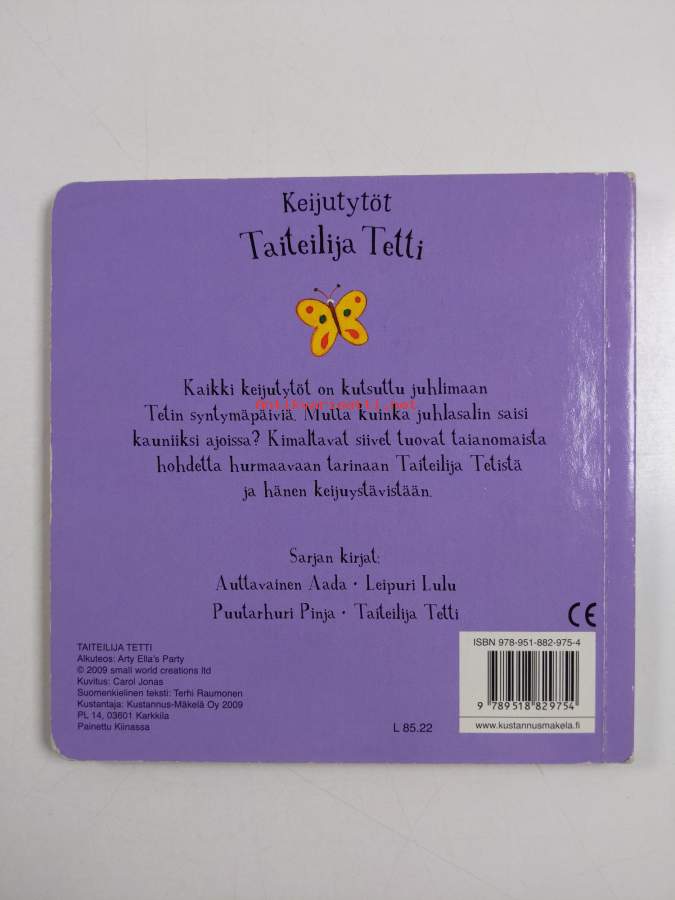 Keijutytöt
Taiteilija Tetti
Kaikki keijutytöt on kutsuttu juhlimaan
Antikvariaatti.net
Tetin syntymäpäiviä. Mutta kuinka juhlasalin saisi
kauniiksi ajoissa? Kimaltavat siivet tuovat taianomaista
hohdetta hurmaavaan tarinaan Taiteilija Tetistä
ja hänen keijuystävistään.
Sarjan kirjat:
Auttavainen Aada · Leipuri Lulu
Puutarhuri Pinja · Taiteilija Tetti
CE
TAITEILIJA TETTI
Alkuteos: Arty Ella's Party
© 2009 small world creations ltd
Kuvitus: Carol Jonas
Suomenkielinen teksti: Terhi Raumonen
Kustantaja: Kustannus-Mäkelä Oy 2009
PL 14, 03601 Karkkila
Painettu Kiinassa
L 85.22
ISBN 978-951-882-975-4
9 789518 829754
www.kustannusmakela.fi